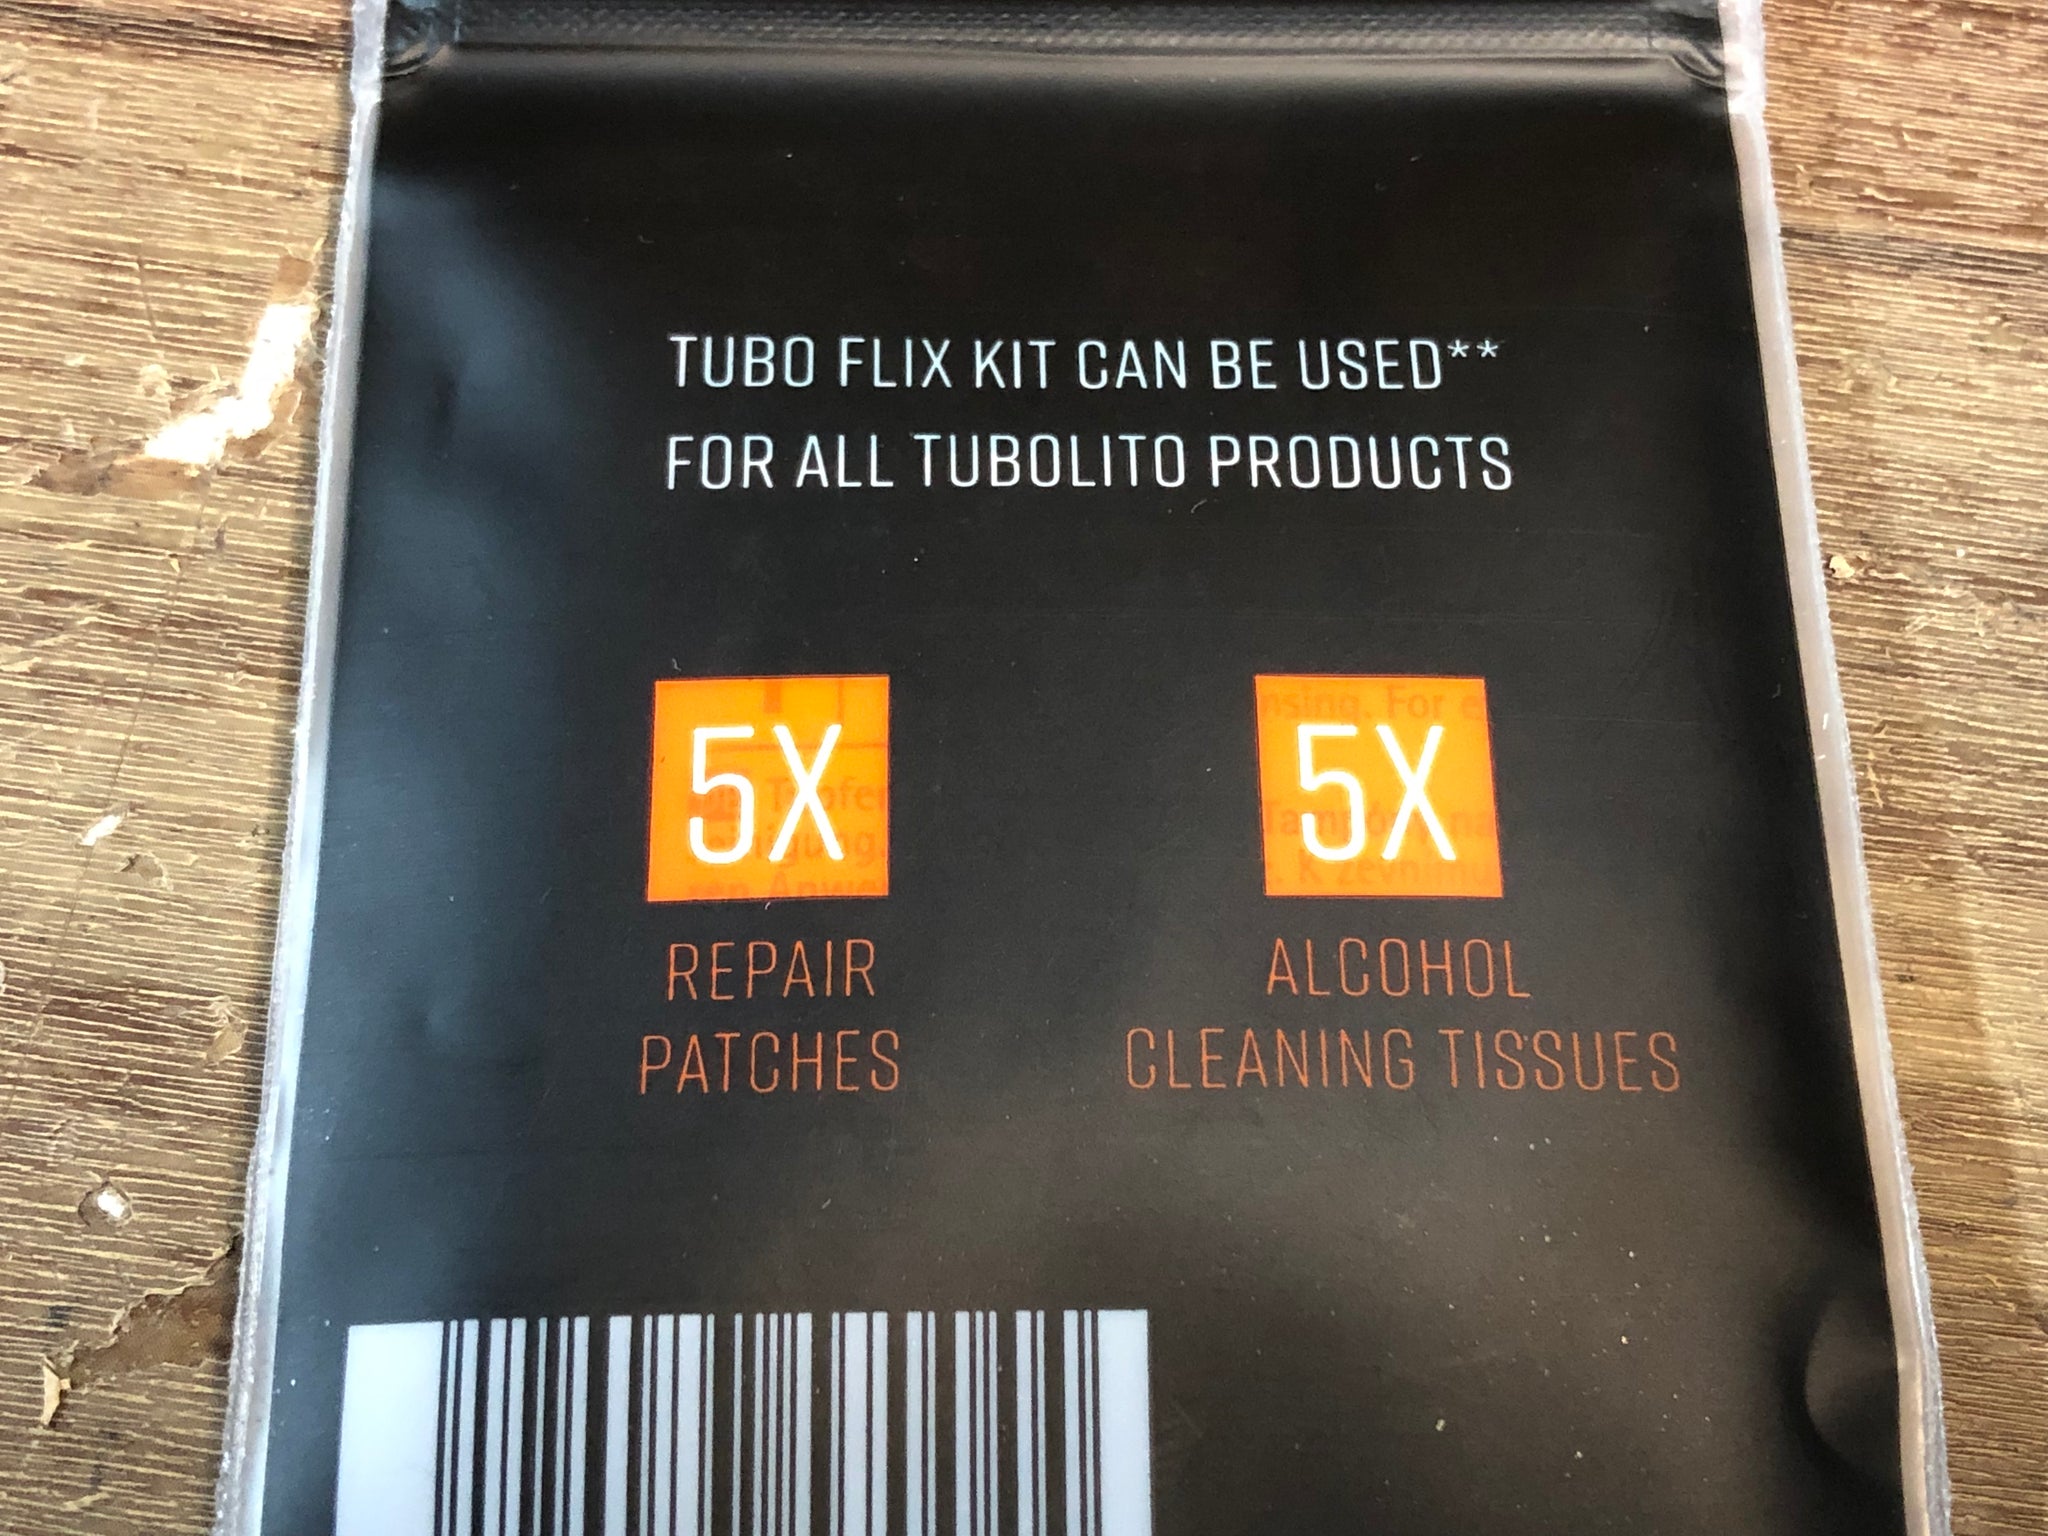 TUBO FLIX KIT CAN BE USED**
FOR ALL TUBOLITO PRODUCTS
5X
REPAIR
PATCHES
5X
ALCOHOL
CLEANING TISSUES